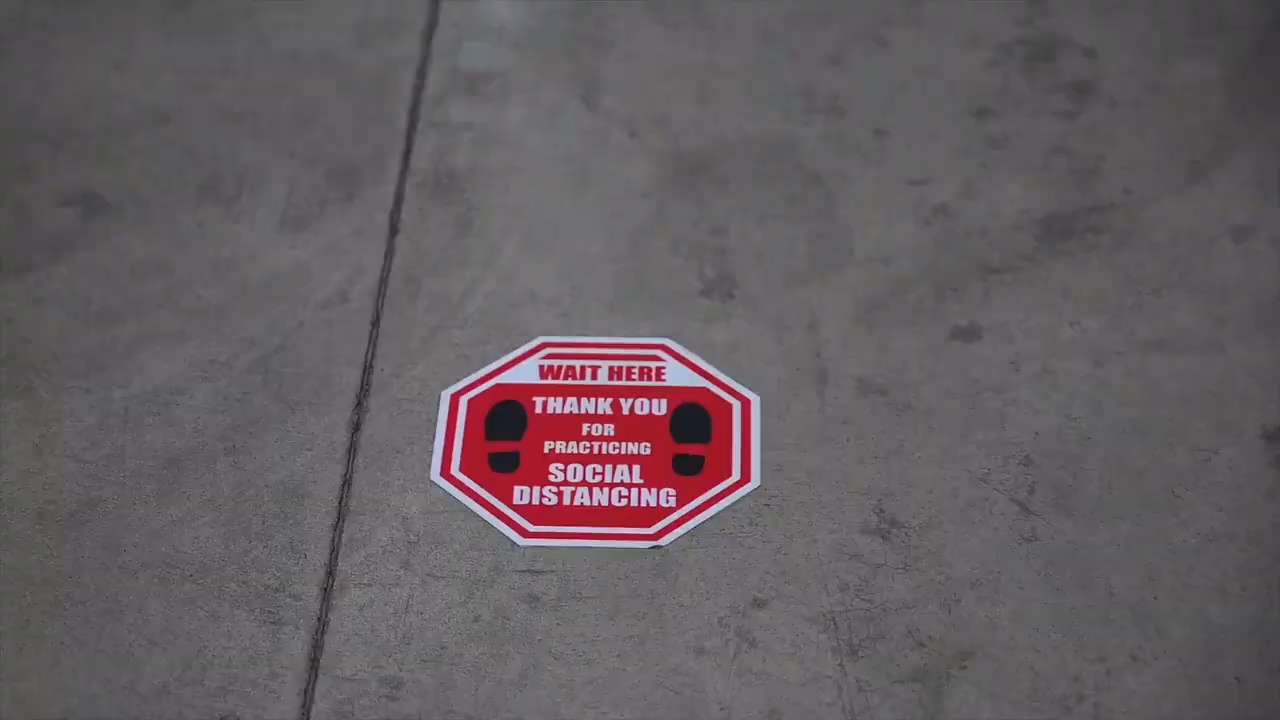 WAIT HERE
THANK YOU
FOR
PRACTICING
SOCIAL
DISTANCING